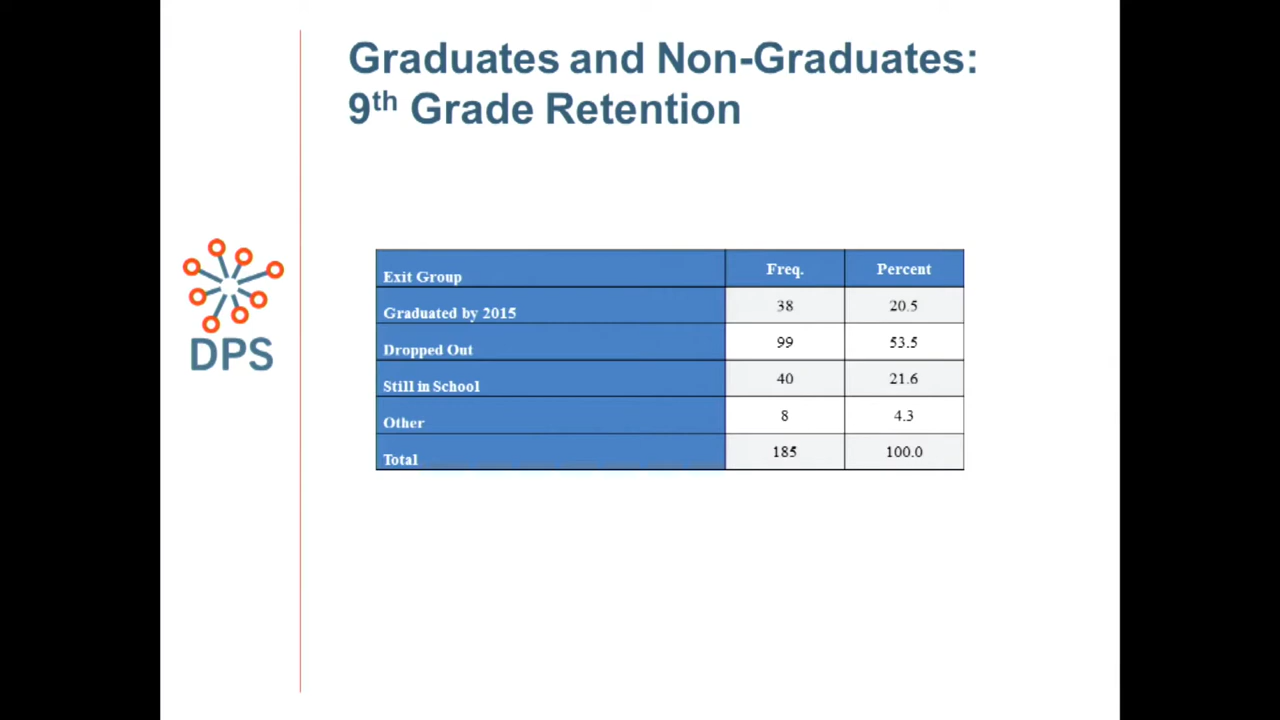 Graduates and Non-Graduates:
9th Grade Retention
DPS
Exit Group Freq. Percent
Graduated by 2015 38 20.5
Dropped Out 99 53.5
Still in School 40 21.6
Other 8 4.3
Total 185 100.0